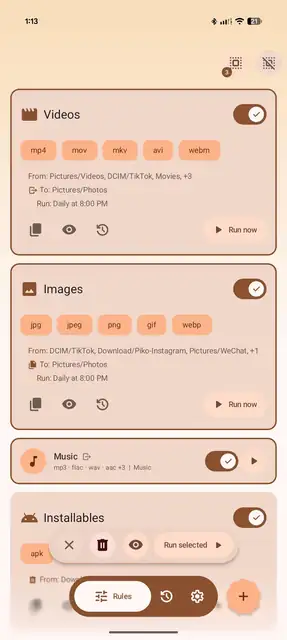 1:13
21
3
Videos
mp4 mov mkv avi webm
From: Pictures/Videos, DCIM/TikTok, Movies, +3
To: Pictures/Photos
Run: Daily at 8:00 PM
Run now
Images
jpg jpeg png gif webp
From: DCIM/TikTok, Download/Piko-Instagram, Pictures/WeChat, +1
To: Pictures/Photos
Run: Daily at 8:00 PM
Run now
Music
mp3 · flac · wav · aac +3 | Music
Installables
apk
Run selected
From:
Rules